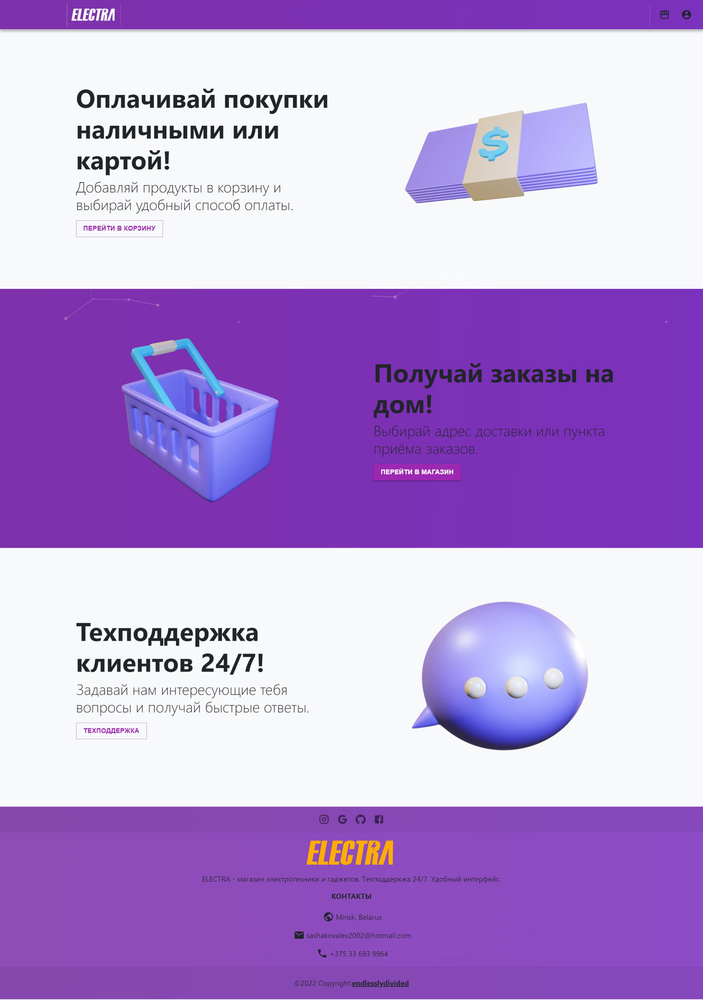 ELECTRA
Оплачивай покупки
наличными или
картой!
Добавляй продукты в корзину и
выбирай удобный способ оплаты.
ПЕРЕЙТИ В КОРЗИНУ
$
Получай заказы на
дом!
Выбирай адрес доставки или пункта
приёма заказов.
ПЕРЕЙТИ В МАГАЗИН
Техподдержка
клиентов 24/7!
Задавай нам интересующие тебя
вопросы и получай быстрые ответы.
ТЕХПОДДЕРЖКА
ELECTRA
ELECTRA - магазин электротехники и гаджетов. Техподдеркжа 24/7. Удобный интерфейс.
КОНТАКТЫ
Minsk, Belarus
sashakovalev2002@hotmail.com
+375 33 693 9964
©2022 Copyright:endlesslydivided